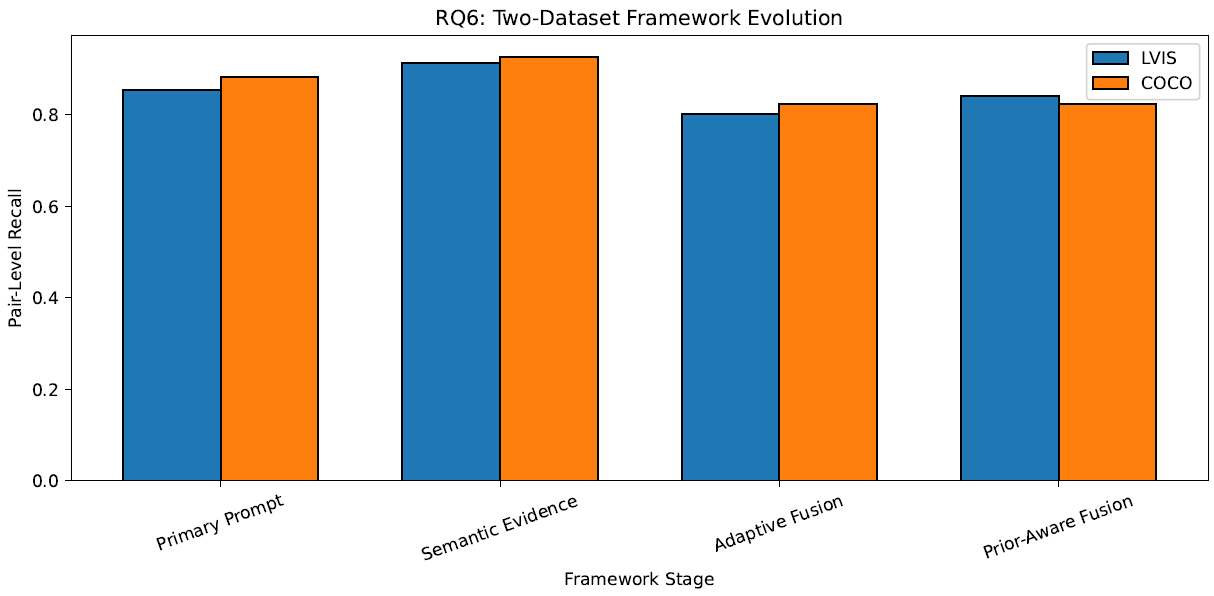 RQ6: Two-Dataset Framework Evolution
LVIS
COCO
Pair-Level Recall
0.8
0.6
0.4
0.2
0.0
Primary Prompt
Semantic Evidence
Adaptive Fusion
Prior-Aware Fusion
Framework Stage